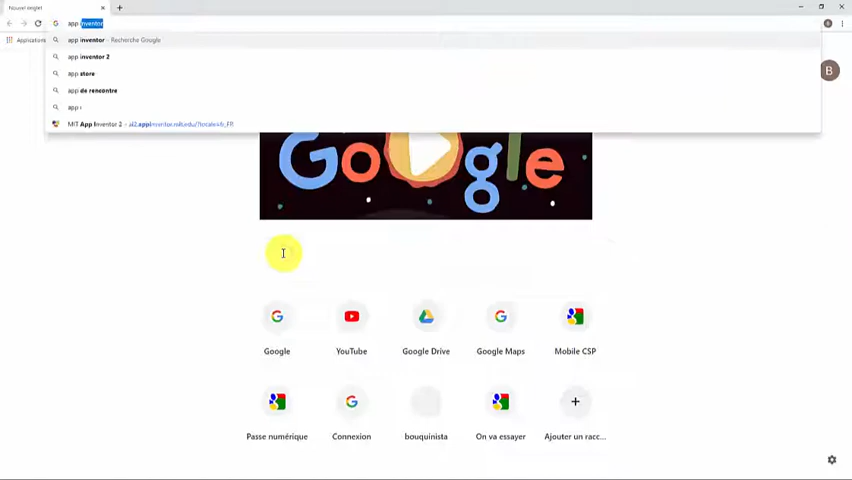 Nouvel onglet
app inventor
Applications
app inventor – Recherche Google
app inventor 2
app store
app de rencontre
app i
MIT App Inventor 2 – ai2.appinventor.mit.edu/?locale=fr_FR
B
Google
Google
YouTube
Google Drive
Google Maps
Mobile CSP
Passe numérique
Connexion
bouquinista
On va essayer
Ajouter un racc...